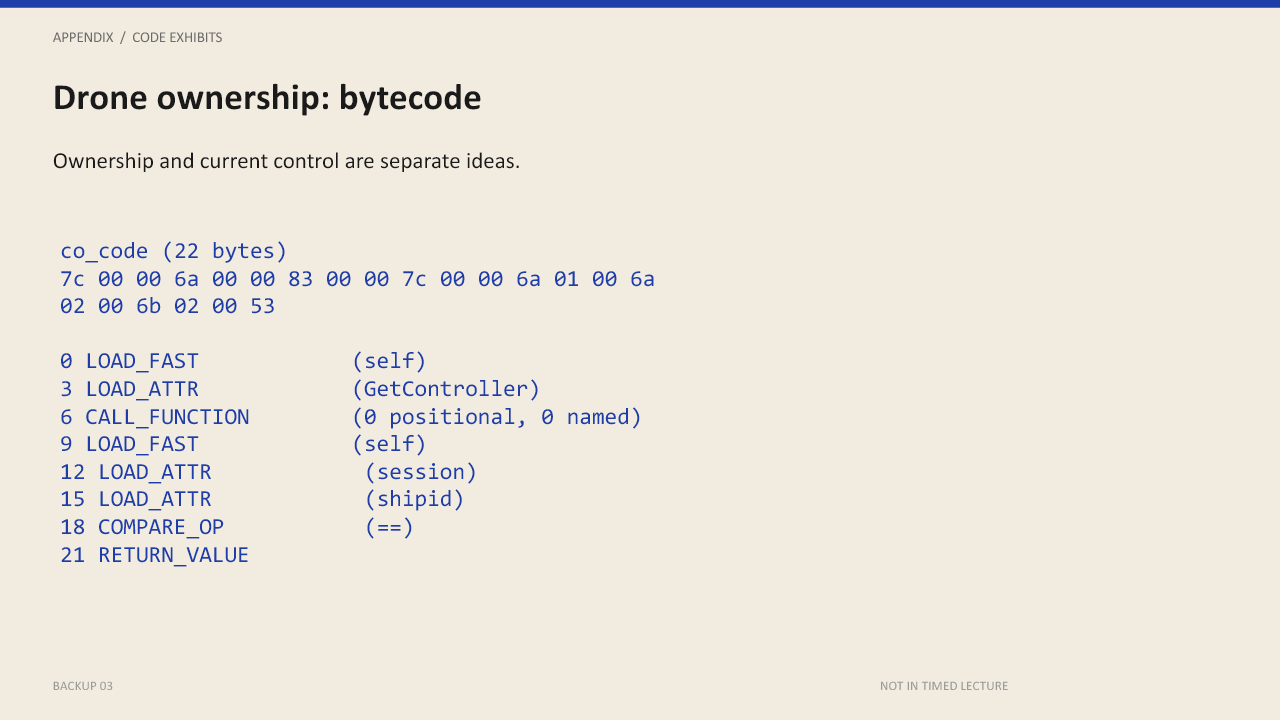 APPENDIX / CODE EXHIBITS
Drone ownership: bytecode
Ownership and current control are separate ideas.
co_code (22 bytes)
7c 00 00 6a 00 00 83 00 00 7c 00 00 6a 01 00 6a
02 00 6b 02 00 53
0 LOAD_FAST (self)
3 LOAD_ATTR (GetController)
6 CALL_FUNCTION (0 positional, 0 named)
9 LOAD_FAST (self)
12 LOAD_ATTR (session)
15 LOAD_ATTR (shipid)
18 COMPARE_OP (==)
21 RETURN_VALUE
BACKUP 03
NOT IN TIMED LECTURE